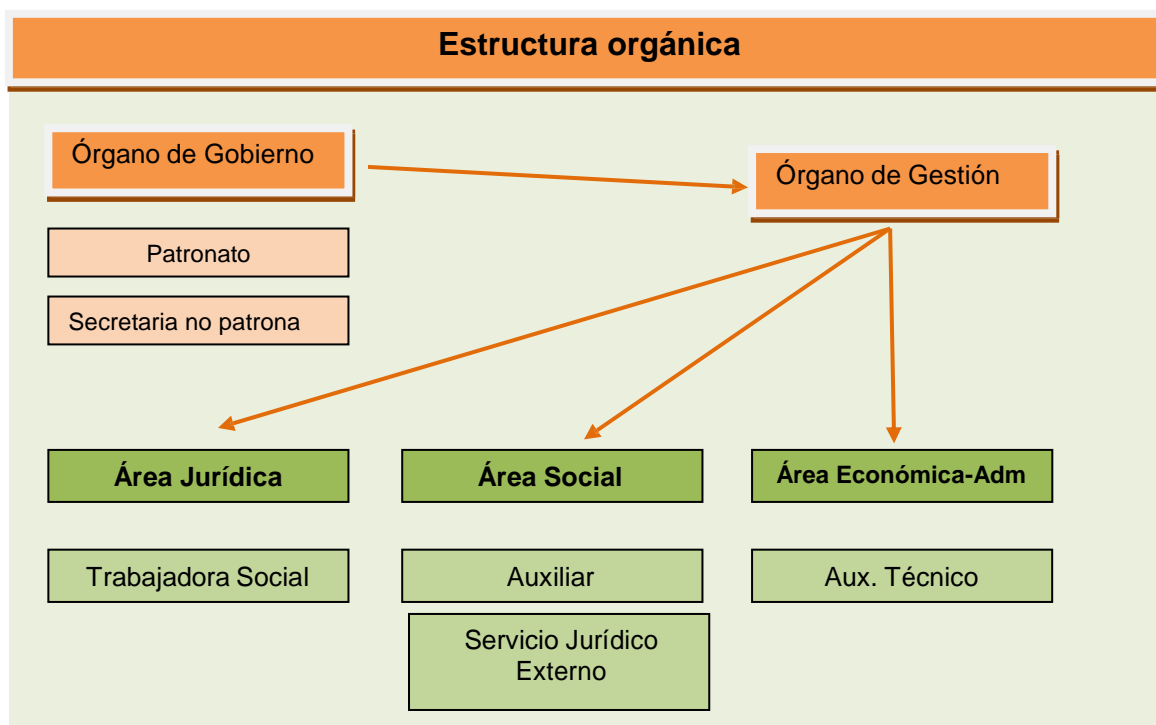 Estructura orgánica
Órgano de Gobierno
Órgano de Gestión
Patronato
Secretaria no patrona
Área Jurídica
Área Social
Área Económica-Adm
Trabajadora Social
Auxiliar
Aux. Técnico
Servicio Jurídico
Externo